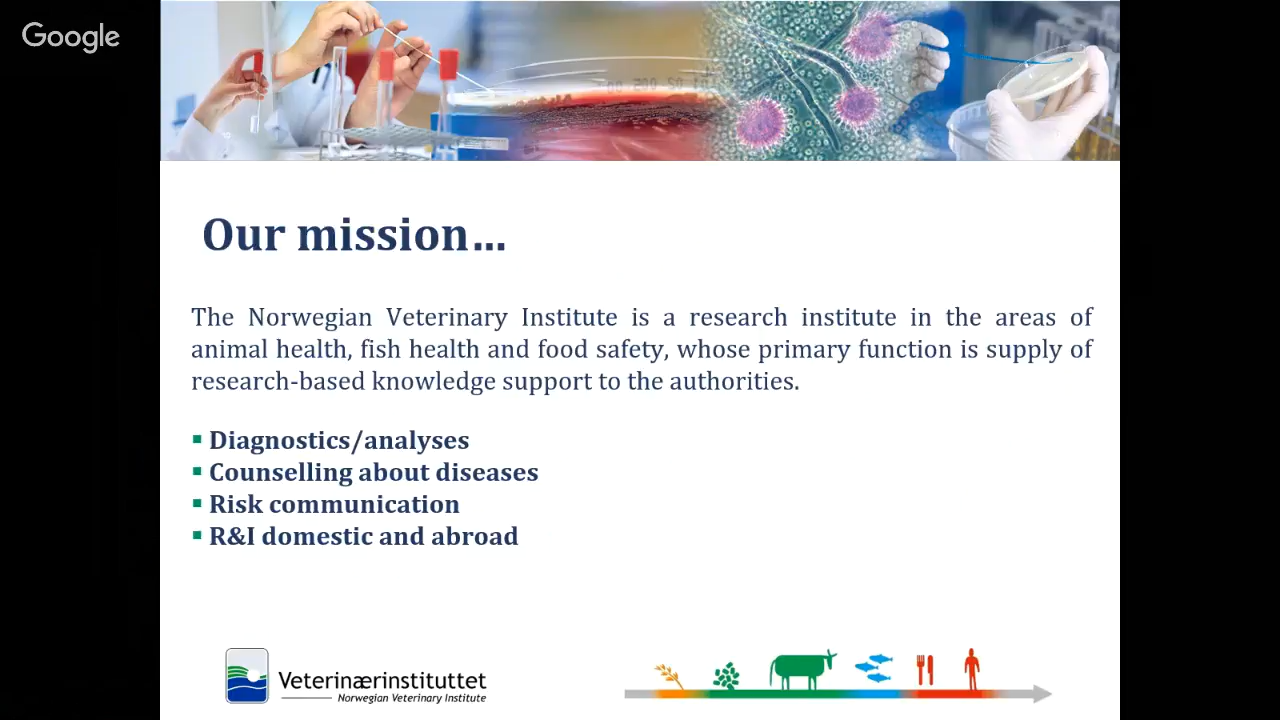 Google
Our mission…
The Norwegian Veterinary Institute is a research institute in the areas of
animal health, fish health and food safety, whose primary function is supply of
research-based knowledge support to the authorities.
▪ Diagnostics/analyses
▪ Counselling about diseases
▪ Risk communication
▪ R&I domestic and abroad
Veterinærinstituttet
Norwegian Veterinary Institute